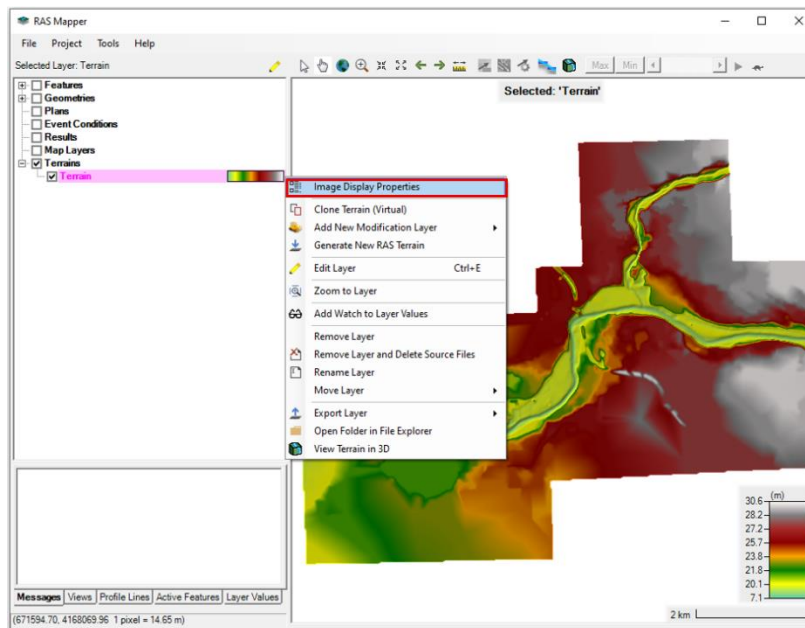 RAS Mapper
File Project Tools Help
Selected Layer: Terrain
Max Min
Features
Geometries
Plans
Event Conditions
Results
Map Layers
Terrains
Terrain
Selected: 'Terrain'
Image Display Properties
Clone Terrain (Virtual)
Add New Modification Layer
Generate New RAS Terrain
Edit Layer Ctrl+E
Zoom to Layer
Add Watch to Layer Values
Remove Layer
Remove Layer and Delete Source Files
Rename Layer
Move Layer
Export Layer
Open Folder in File Explorer
View Terrain in 3D
(m)
30.6
28.2
27.2
25.7
23.8
21.8
20.1
7.1
2 km
Messages Views Profile Lines Active Features Layer Values
(671594.70, 4168069.96 1 pixel = 14.65 m)